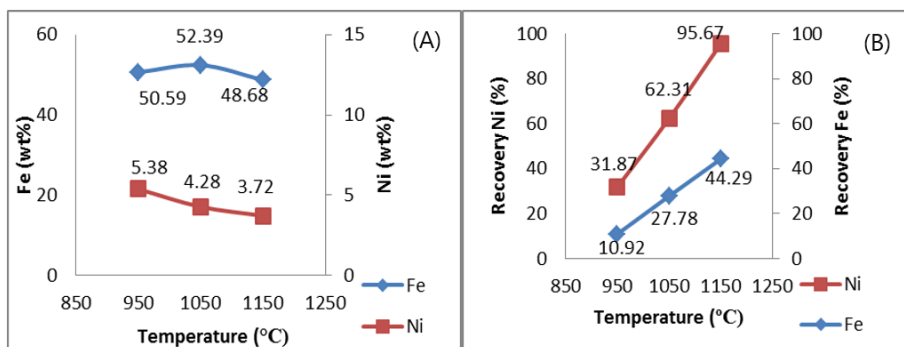 (A)
60
50
40
30
20
10
0
Fe (wt%)
52.39
50.59
48.68
5.38
4.28
3.72
15
10
5
0
Ni (wt%)
850 950 1050 1150 1250
Temperature (°C)
Fe
Ni
(B)
100
80
60
40
20
0
Recovery Ni (%)
95.67
62.31
31.87
44.29
27.78
10.92
100
80
60
40
20
0
Recovery Fe (%)
850 950 1050 1150 1250
Temperature (°C)
Ni
Fe